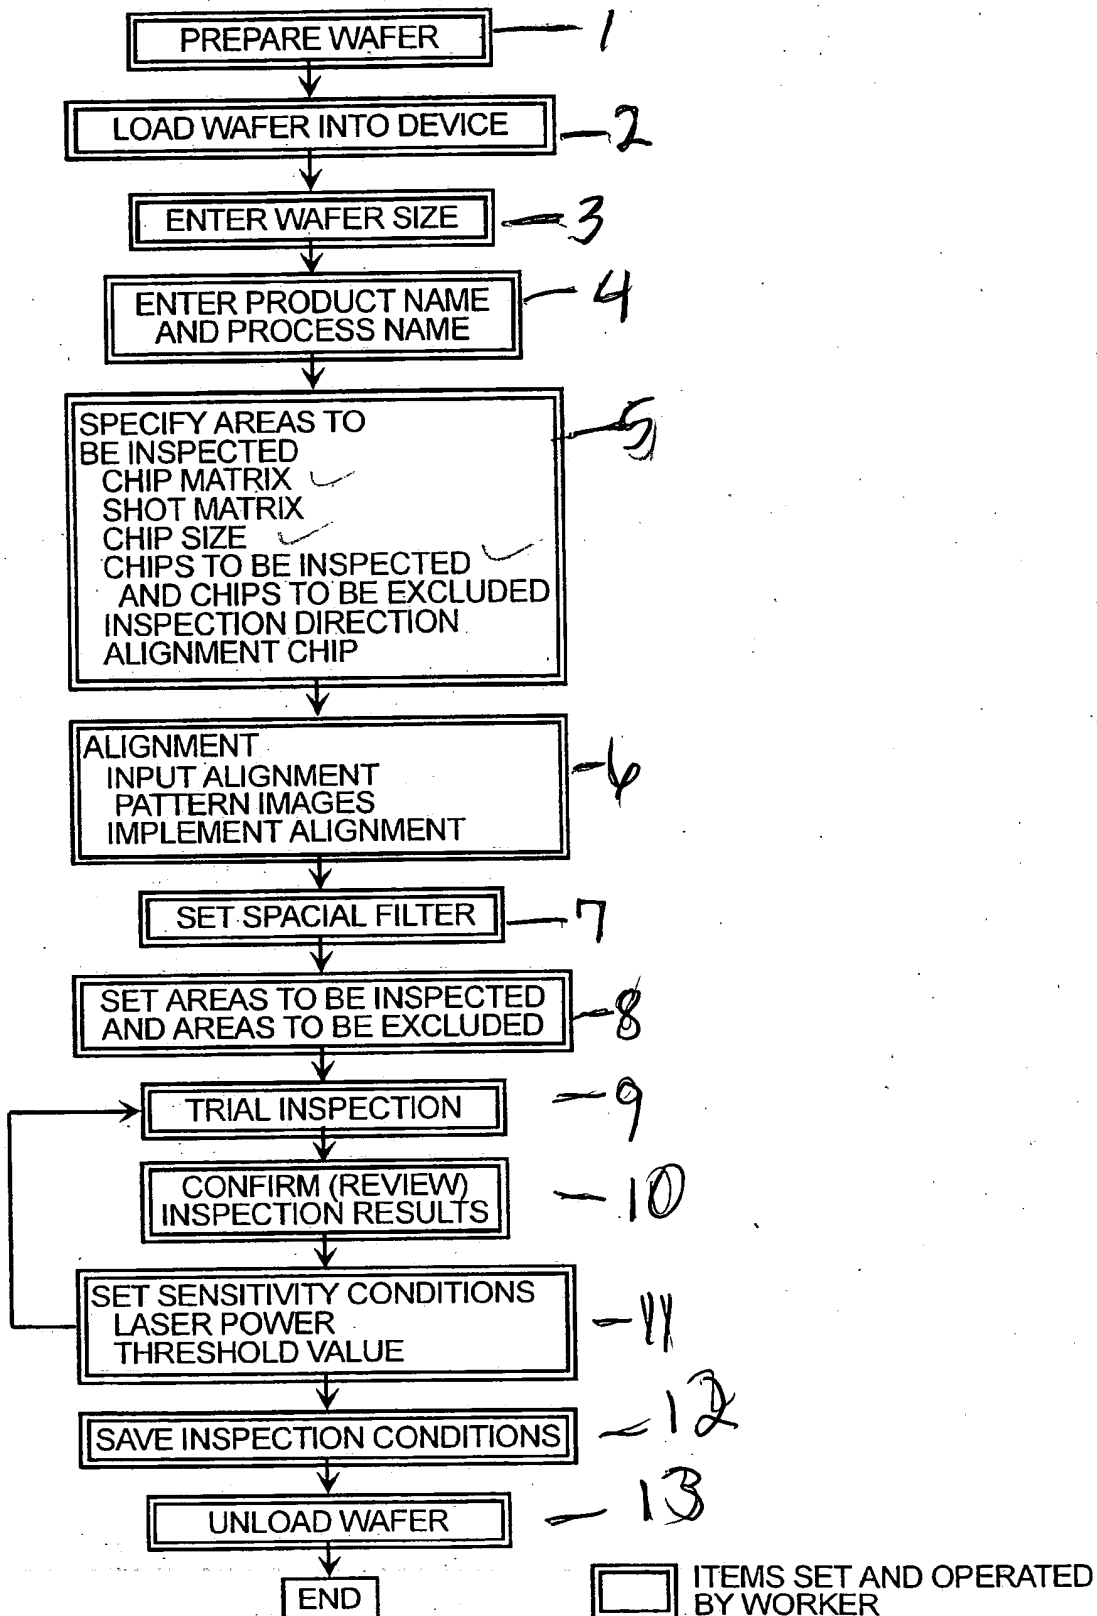 PREPARE WAFER 1
LOAD WAFER INTO DEVICE 2
ENTER WAFER SIZE 3
ENTER PRODUCT NAME 4
AND PROCESS NAME
SPECIFY AREAS TO 5
BE INSPECTED
CHIP MATRIX
SHOT MATRIX
CHIP SIZE
CHIPS TO BE INSPECTED
AND CHIPS TO BE EXCLUDED
INSPECTION DIRECTION
ALIGNMENT CHIP
ALIGNMENT 6
INPUT ALIGNMENT
PATTERN IMAGES
IMPLEMENT ALIGNMENT
SET SPACIAL FILTER 7
SET AREAS TO BE INSPECTED 8
AND AREAS TO BE EXCLUDED
TRIAL INSPECTION 9
CONFIRM (REVIEW) 10
INSPECTION RESULTS
SET SENSITIVITY CONDITIONS 11
LASER POWER
THRESHOLD VALUE
SAVE INSPECTION CONDITIONS 12
UNLOAD WAFER 13
END
ITEMS SET AND OPERATED
BY WORKER